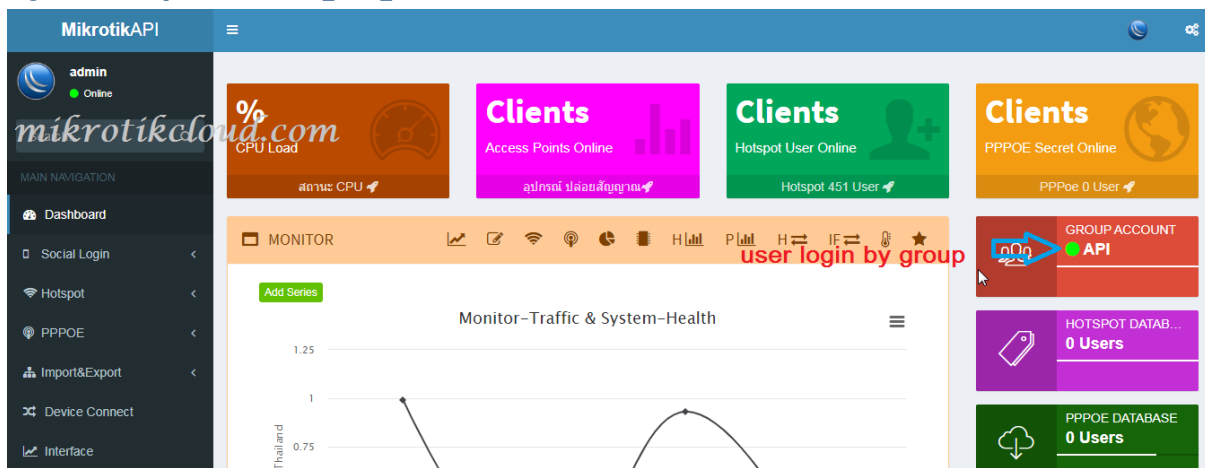 MikrotikAPI
admin
Online
mikrotikcloud.com
MAIN NAVIGATION
Dashboard
Social Login
Hotspot
PPPOE
Import&Export
Device Connect
Interface
%
CPU Load
สถานะ CPU
Clients
Access Points Online
อุปกรณ์ ปล่อยสัญญาณ
Clients
Hotspot User Online
Hotspot 451 User
Clients
PPPOE Secret Online
PPPoe 0 User
MONITOR
H
P
H
IF
user login by group
Add Series
Monitor-Traffic & System-Health
1.25
1
0.75
Thailand
GROUP ACCOUNT
API
HOTSPOT DATAB...
0 Users
PPPOE DATABASE
0 Users